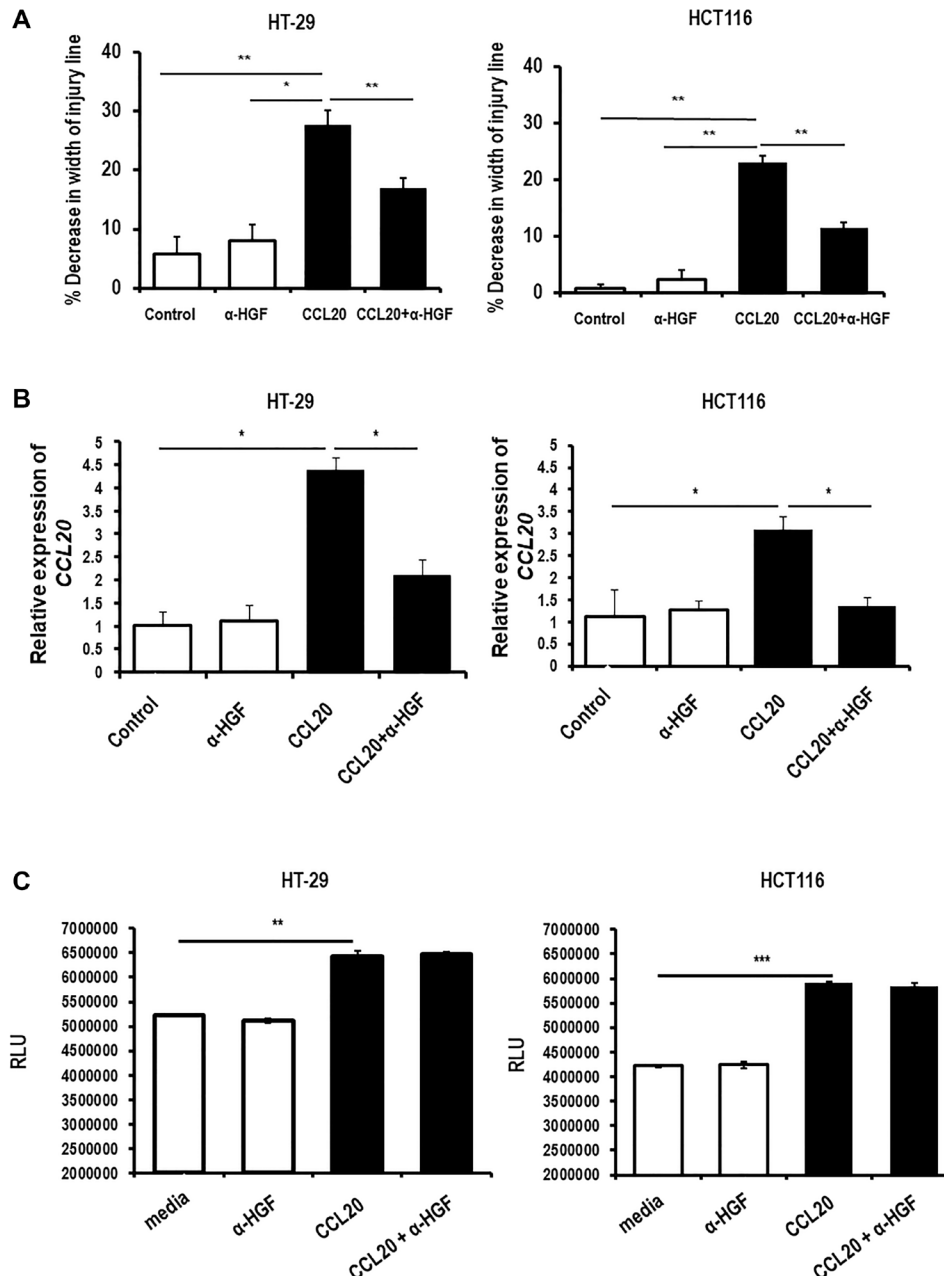 A
HT-29
HCT116
% Decrease in width of injury line
40
30
20
10
0
** 
* **
Control α-HGF CCL20 CCL20+α-HGF
% Decrease in width of injury line
40
30
20
10
0
**
** **
Control α-HGF CCL20 CCL20+α-HGF
B
HT-29
HCT116
Relative expression of
CCL20
5
4.5
4
3.5
3
2.5
2
1.5
1
0.5
0
* *
Control α-HGF CCL20 CCL20+α-HGF
Relative expression of
CCL20
5
4.5
4
3.5
3
2.5
2
1.5
1
0.5
0
* *
Control α-HGF CCL20 CCL20+α-HGF
C
HT-29
HCT116
RLU
7000000
6500000
6000000
5500000
5000000
4500000
4000000
3500000
3000000
2500000
2000000
**
media α-HGF CCL20 CCL20 + α-HGF
RLU
7000000
6500000
6000000
5500000
5000000
4500000
4000000
3500000
3000000
2500000
2000000
***
media α-HGF CCL20 CCL20 + α-HGF